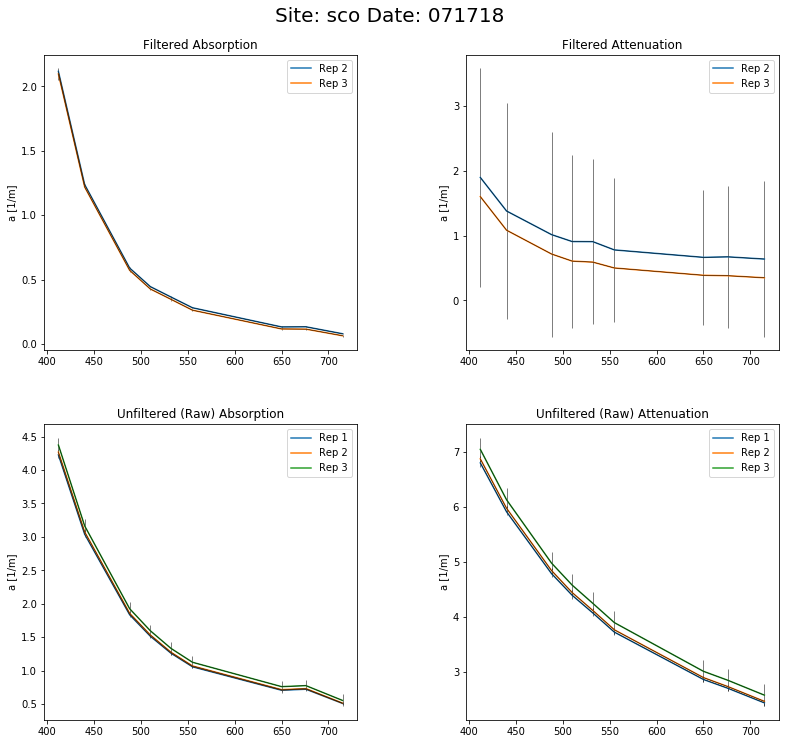 Site: sco Date: 071718
Filtered Absorption
2.0
1.5
1.0
0.5
0.0
a [1/m]
Rep 2
Rep 3
400 450 500 550 600 650 700
Filtered Attenuation
3
2
1
0
a [1/m]
Rep 2
Rep 3
400 450 500 550 600 650 700
Unfiltered (Raw) Absorption
4.5
4.0
3.5
3.0
2.5
2.0
1.5
1.0
0.5
a [1/m]
Rep 1
Rep 2
Rep 3
400 450 500 550 600 650 700
Unfiltered (Raw) Attenuation
7
6
5
4
3
a [1/m]
Rep 1
Rep 2
Rep 3
400 450 500 550 600 650 700